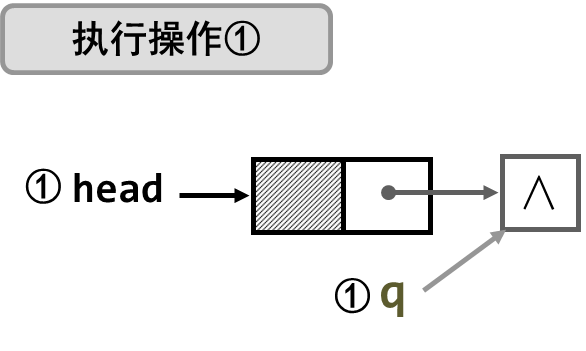 执行操作①
① head
∧
① q